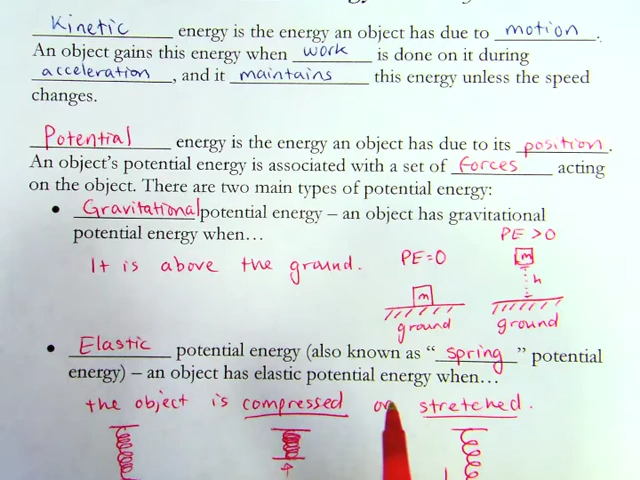 Kinetic energy is the energy an object has due to motion.
An object gains this energy when work is done on it during
acceleration, and it maintains this energy unless the speed
changes.
Potential energy is the energy an object has due to its position.
An object's potential energy is associated with a set of forces acting
on the object. There are two main types of potential energy:
• Gravitational potential energy – an object has gravitational
potential energy when...
It is above the ground.
PE=0
m
ground
PE >0
m
h
ground
• Elastic potential energy (also known as "spring" potential
energy) – an object has elastic potential energy when...
the object is compressed or stretched.